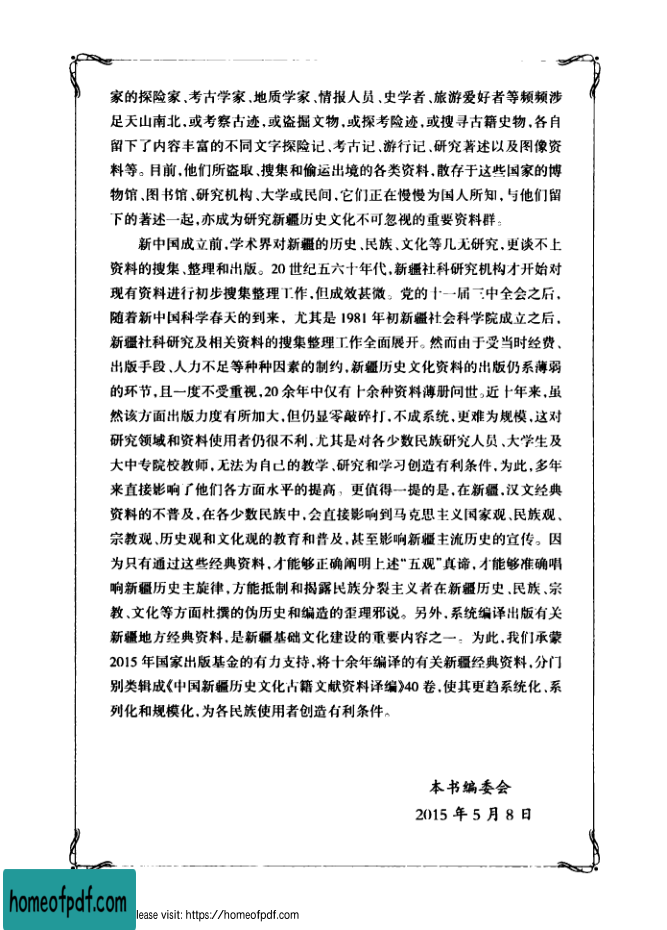 家的探险家、考古学家、地质学家、情报人员、史学者、旅游爱好者等频频涉
足天山南北,或考察古迹,或盗掘文物,或探考险迹,或搜寻古籍史物,各自
留下了内容丰富的不同文字探险记、考古记、游行记、研究著述以及图像资
料等。目前,他们所盗取、搜集和偷运出境的各类资料,散存于这些国家的博
物馆、图书馆、研究机构、大学或民间,它们正在慢慢为国人所知,与他们留
下的著述一起,亦成为研究新疆历史文化不可忽视的重要资料群。
新中国成立前,学术界对新疆的历史、民族、文化等几无研究,更谈不上
资料的搜集、整理和出版。20世纪五六十年代,新疆社科研究机构才开始对
现有资料进行初步搜集整理工作,但成效甚微。党的十一届三中全会之后,
随着新中国科学春天的到来，尤其是1981年初新疆社会科学院成立之后,
新疆社科研究及相关资料的搜集整理工作全面展开。然而由于受当时经费、
出版手段、人力不足等种种因素的制约,新疆历史文化资料的出版仍系薄弱
的环节,且一度不受重视,20余年中仅有十余种资料薄册问世。近十年来,虽
然该方面出版力度有所加大,但仍显零敲碎打,不成系统,更难为规模,这对
研究领域和资料使用者仍很不利,尤其是对各少数民族研究人员、大学生及
大中专院校教师,无法为自己的教学、研究和学习创造有利条件,为此,多年
来直接影响了他们各方面水平的提高。更值得一提的是,在新疆,汉文经典
资料的不普及,在各少数民族中,会直接影响到马克思主义国家观、民族观、
宗教观、历史观和文化观的教育和普及,甚至影响新疆主流历史的宣传。因
为只有通过这些经典资料,才能够正确阐明上述“五观”真谛,才能够准确唱
响新疆历史主旋律,方能抵制和揭露民族分裂主义者在新疆历史、民族、宗
教、文化等方面杜撰的伪历史和编造的歪理邪说。另外,系统编译出版有关
新疆地方经典资料,是新疆基础文化建设的重要内容之一。为此,我们承蒙
2015年国家出版基金的有力支持,将十余年编译的有关新疆经典资料,分门
别类辑成《中国新疆历史文化古籍文献资料译编》40卷,使其更趋系统化、系
列化和规模化,为各民族使用者创造有利条件。
本书编委会
2015年5月8日
homeofpdf.com
lease visit: https://homeofpdf.com